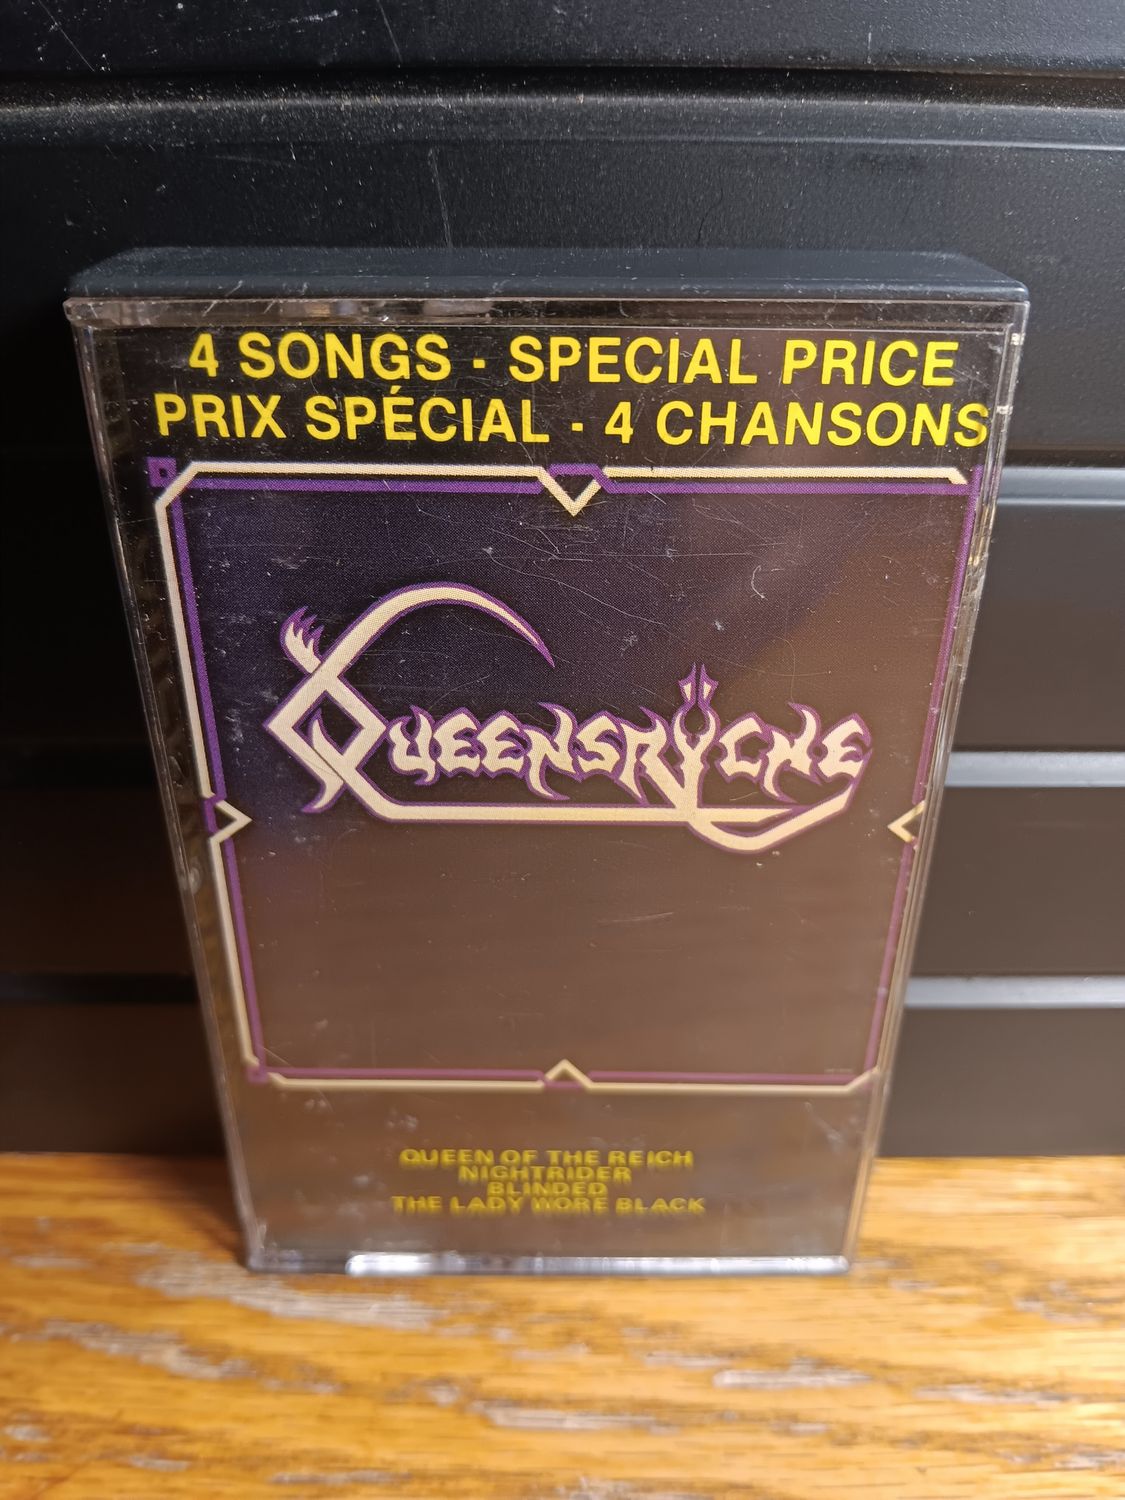 4 SONGS - SPECIAL PRICE
PRIX SPÉCIAL - 4 CHANSONS
QUEENSRŸCHE
QUEEN OF THE REICH
NIGHTRIDER
BLINDED
THE LADY WORE BLACK